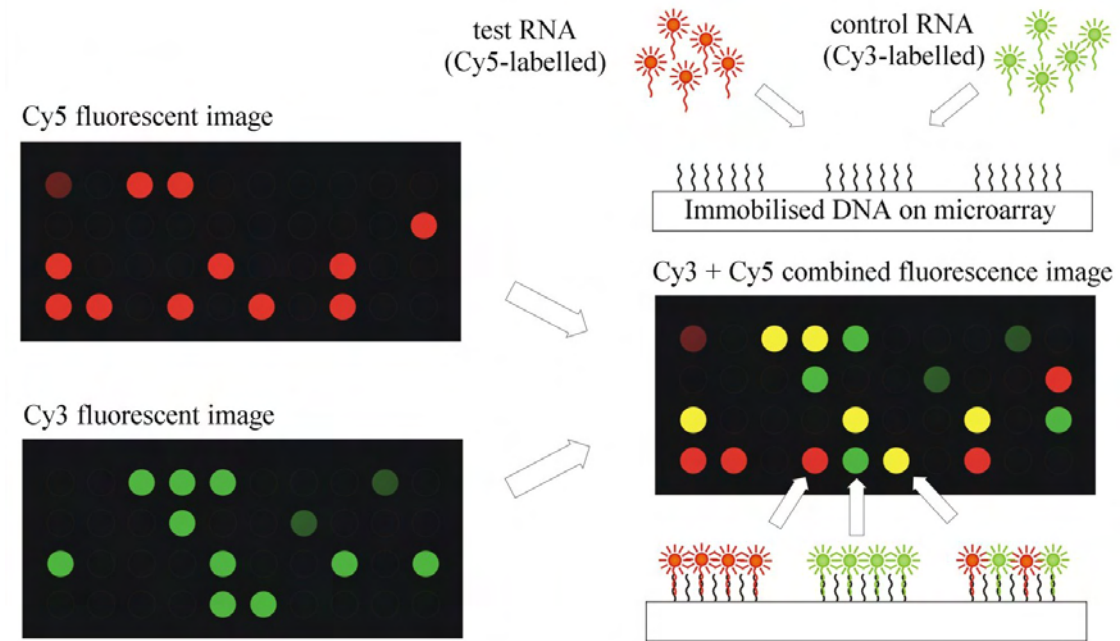 test RNA
(Cy5-labelled)
control RNA
(Cy3-labelled)
Cy5 fluorescent image
Immobilised DNA on microarray
Cy3 + Cy5 combined fluorescence image
Cy3 fluorescent image